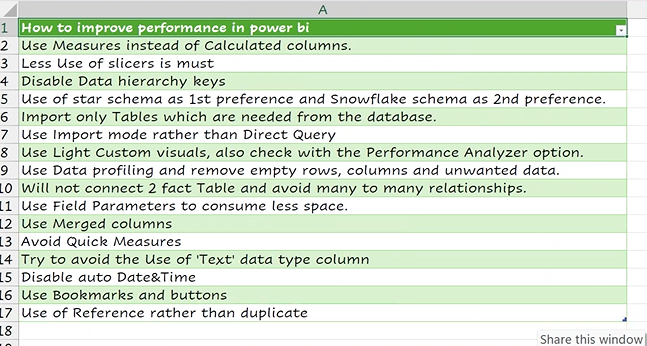 A
1 How to improve performance in power bi
2 Use Measures instead of Calculated columns.
3 Less Use of slicers is must
4 Disable Data hierarchy keys
5 Use of star schema as 1st preference and Snowflake schema as 2nd preference.
6 Import only Tables which are needed from the database.
7 Use Import mode rather than Direct Query
8 Use Light Custom visuals, also check with the Performance Analyzer option.
9 Use Data profiling and remove empty rows, columns and unwanted data.
10 Will not connect 2 fact Table and avoid many to many relationships.
11 Use Field Parameters to consume less space.
12 Use Merged columns
13 Avoid Quick Measures
14 Try to avoid the Use of 'Text' data type column
15 Disable auto Date&Time
16 Use Bookmarks and buttons
17 Use of Reference rather than duplicate
18
Share this window